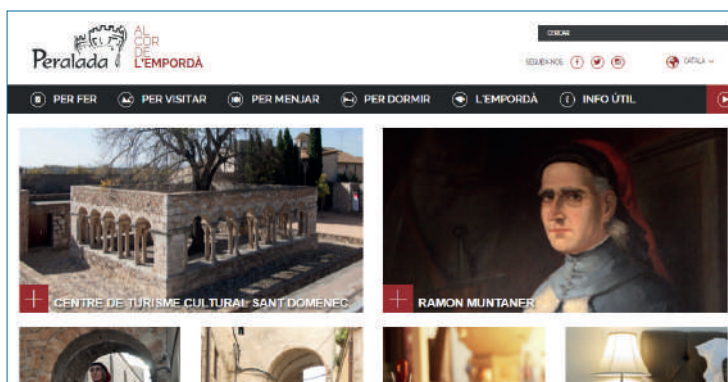 Peralada
AL
COR
DE
L'EMPORDÀ
CERCAR
SEGUEIX-NOS:
CATALÀ
PER FER
PER VISITAR
PER MENJAR
PER DORMIR
L'EMPORDÀ
INFO ÚTIL
CENTRE DE TURISME CULTURAL SANT DOMENEC
RAMON MUNTANER